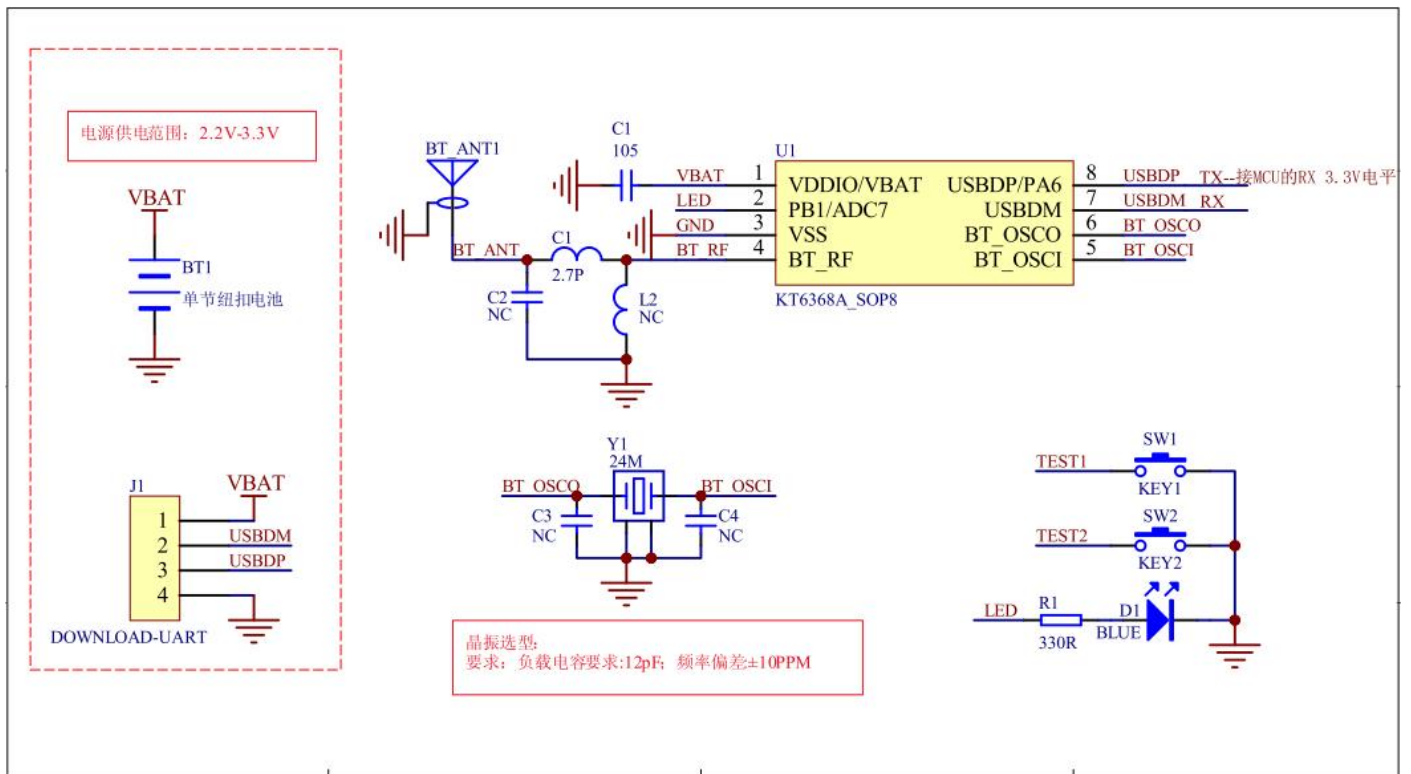 电源供电范围：2.2V-3.3V
VBAT
BT1
单节纽扣电池
J1
VBAT
1
2
USBDM
3
USBDP
4
DOWNLOAD-UART
BT_ANT1
BT_ANT
C1
105
C1
2.7P
C2
NC
L2
NC
U1
VBAT
1
VDDIO/VBAT
USBDP/PA6
8
USBDP
TX--接MCU的RX 3.3V电平
LED
2
PB1/ADC7
USBDM
7
USBDM
RX
GND
3
VSS
BT_OSCO
6
BT_OSCO
BT_RF
4
BT_RF
BT_OSCI
5
BT_OSCI
KT6368A_SOP8
Y1
24M
BT_OSCO
BT_OSCI
C3
NC
C4
NC
晶振选型:
要求：负载电容要求:12pF；频率偏差±10PPM
SW1
TEST1
KEY1
SW2
TEST2
KEY2
LED
R1
330R
D1
BLUE